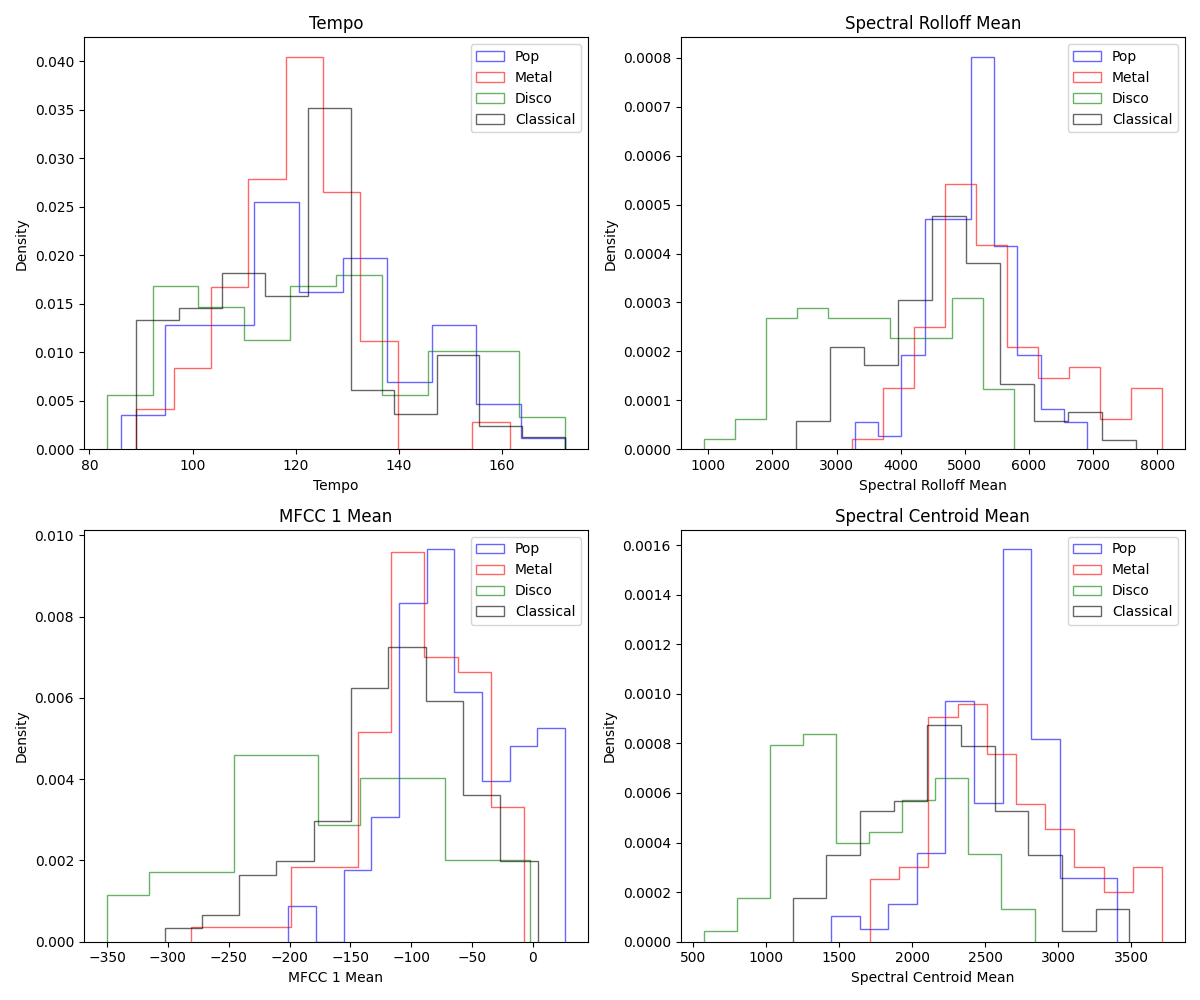 Tempo
Density
0.040
0.035
0.030
0.025
0.020
0.015
0.010
0.005
0.000
Pop
Metal
Disco
Classical
80 100 120 140 160
Tempo
Spectral Rolloff Mean
Density
0.0008
0.0007
0.0006
0.0005
0.0004
0.0003
0.0002
0.0001
0.0000
Pop
Metal
Disco
Classical
1000 2000 3000 4000 5000 6000 7000 8000
Spectral Rolloff Mean
MFCC 1 Mean
Density
0.010
0.008
0.006
0.004
0.002
0.000
Pop
Metal
Disco
Classical
−350 −300 −250 −200 −150 −100 −50 0
MFCC 1 Mean
Spectral Centroid Mean
Density
0.0016
0.0014
0.0012
0.0010
0.0008
0.0006
0.0004
0.0002
0.0000
Pop
Metal
Disco
Classical
500 1000 1500 2000 2500 3000 3500
Spectral Centroid Mean